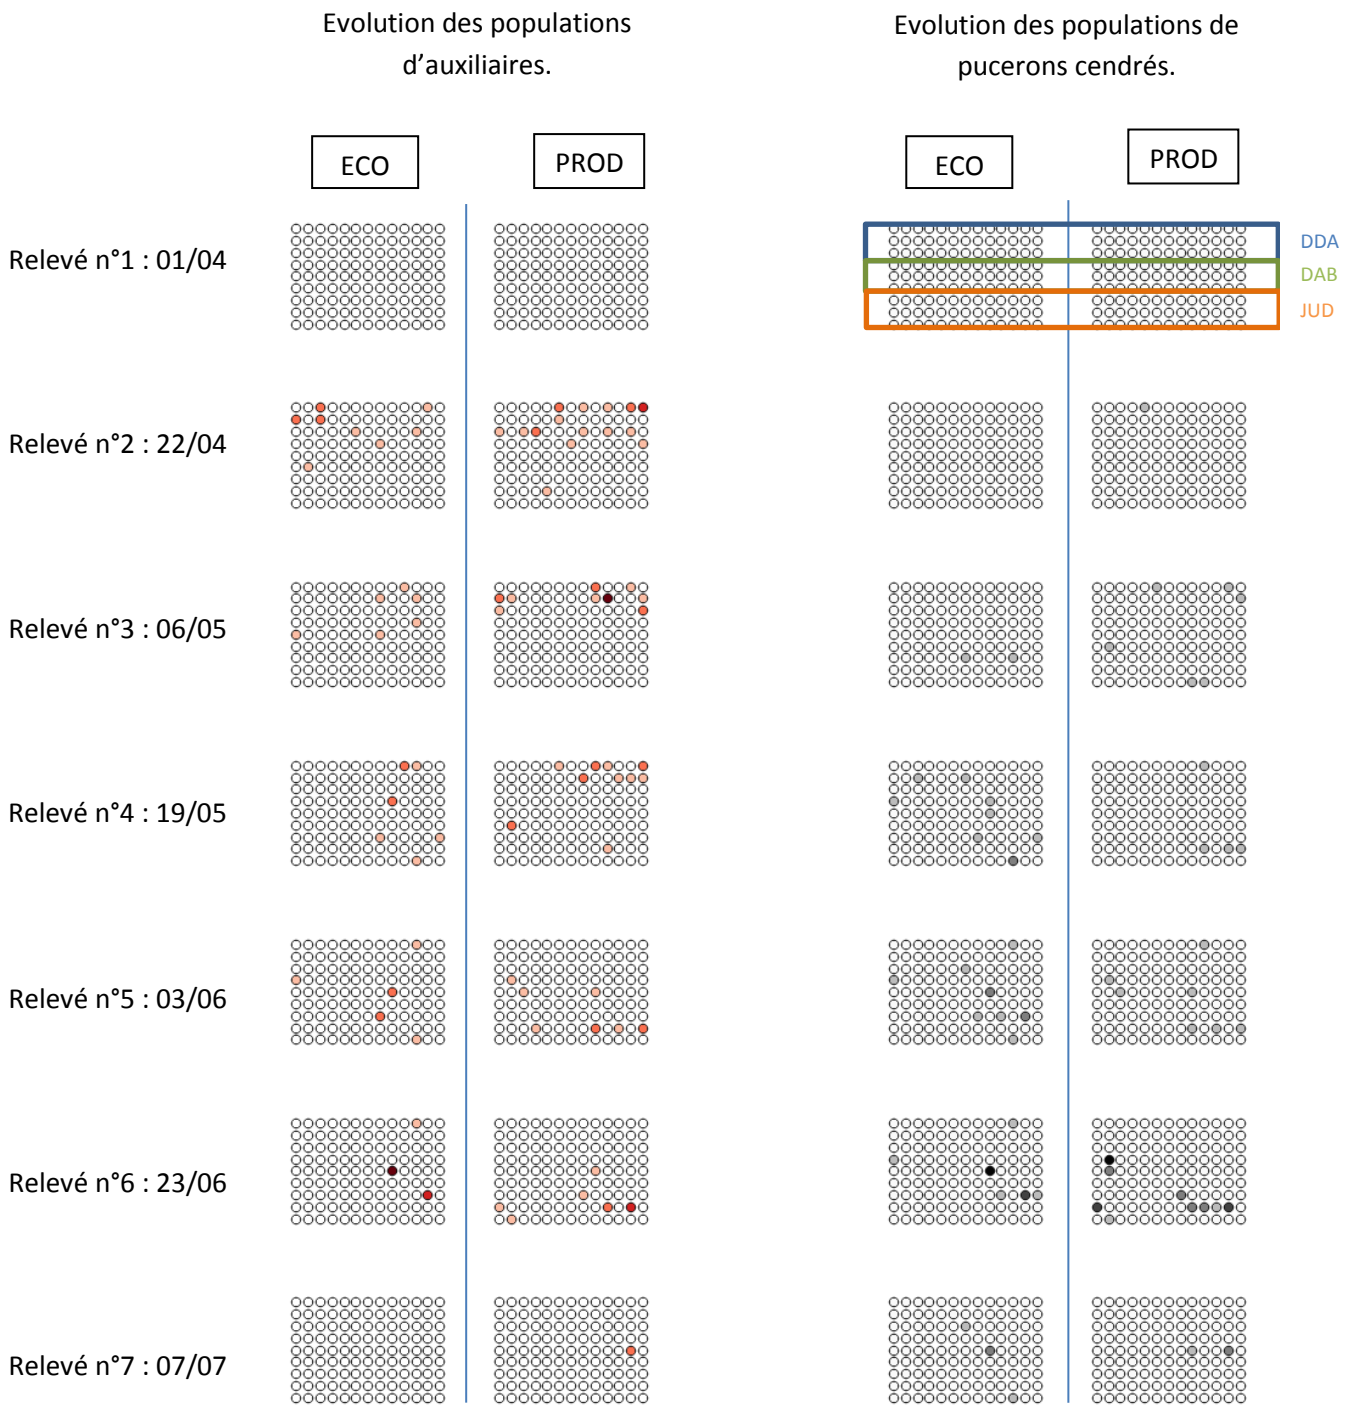 Evolution des populations
d’auxiliaires.
Evolution des populations de
pucerons cendrés.
ECO
PROD
ECO
PROD
Relevé n°1 : 01/04
DDA
DAB
JUD
Relevé n°2 : 22/04
Relevé n°3 : 06/05
Relevé n°4 : 19/05
Relevé n°5 : 03/06
Relevé n°6 : 23/06
Relevé n°7 : 07/07